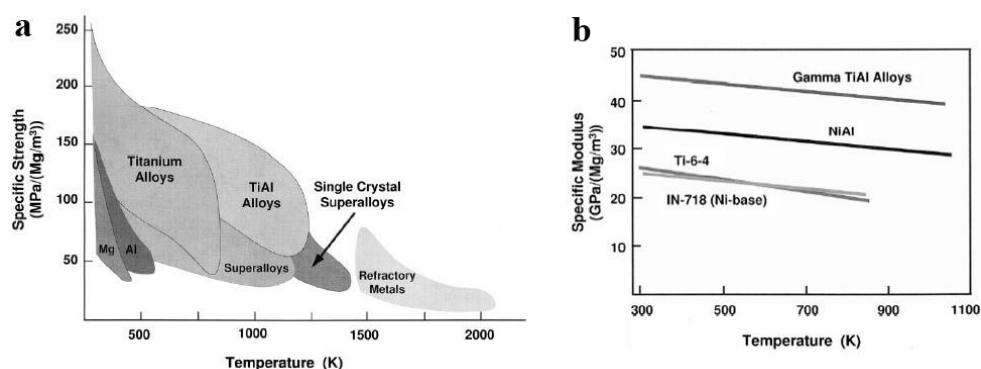 a
Specific Strength
(MPa/(Mg/m³))
250
200
150
100
50
Titanium
Alloys
TiAl
Alloys
Single Crystal
Superalloys
Mg
Al
Superalloys
Refractory
Metals
500
1000
1250
1500
2000
Temperature (K)
b
Specific Modulus
(GPa/(Mg/m³))
50
40
30
20
10
Gamma TiAl Alloys
NiAl
Ti-6-4
IN-718 (Ni-base)
300
500
700
900
1100
Temperature (K)